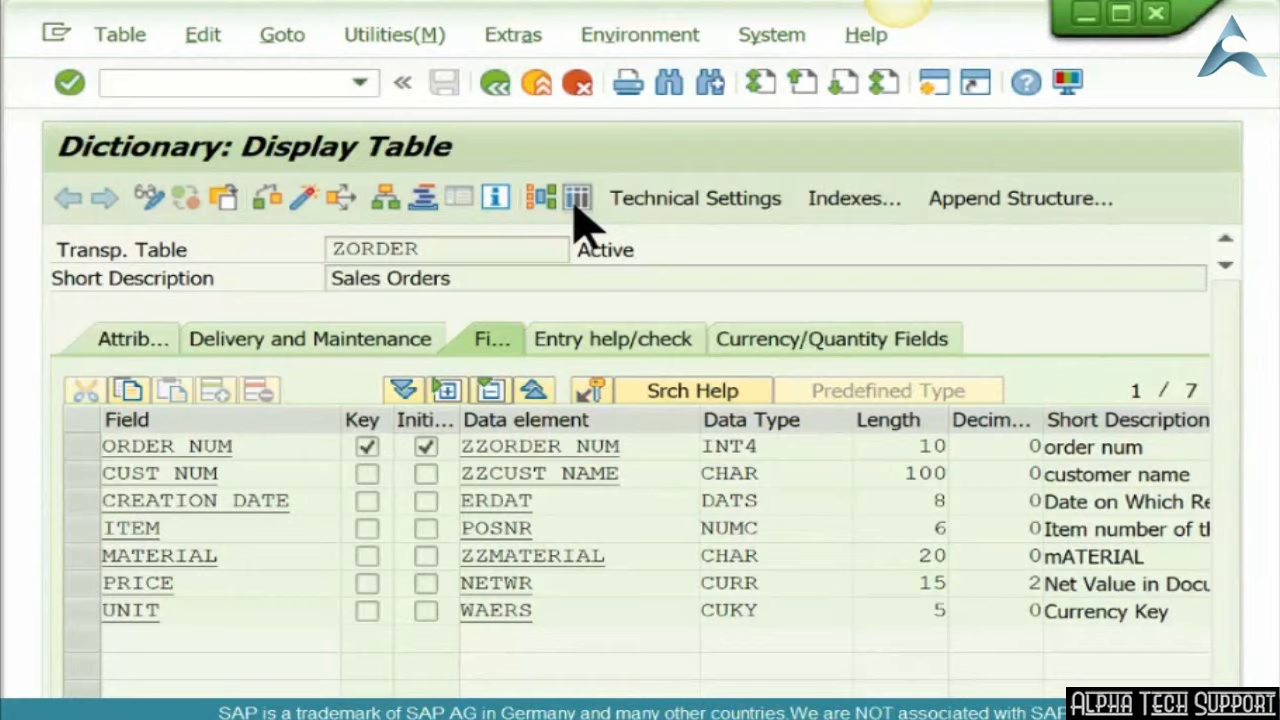 Table Edit Goto Utilities(M) Extras Environment System Help
Dictionary: Display Table
Technical Settings Indexes... Append Structure...
Transp. Table ZORDER Active
Short Description Sales Orders
Attrib... Delivery and Maintenance Fi... Entry help/check Currency/Quantity Fields
Srch Help Predefined Type 1 / 7
Field Key Initi... Data element Data Type Length Decim... Short Description
ORDER NUM ZZORDER NUM INT4 10 0 order num
CUST NUM ZZCUST NAME CHAR 100 0 customer name
CREATION DATE ERDAT DATS 8 0 Date on Which Re
ITEM POSNR NUMC 6 0 Item number of th
MATERIAL ZZMATERIAL CHAR 20 0 mATERIAL
PRICE NETWR CURR 15 2 Net Value in Docu
UNIT WAERS CUKY 5 0 Currency Key
SAP is a trademark of SAP AG in Germany and many other countries.We are NOT associated with SAP
ALPHA TECH SUPPORT